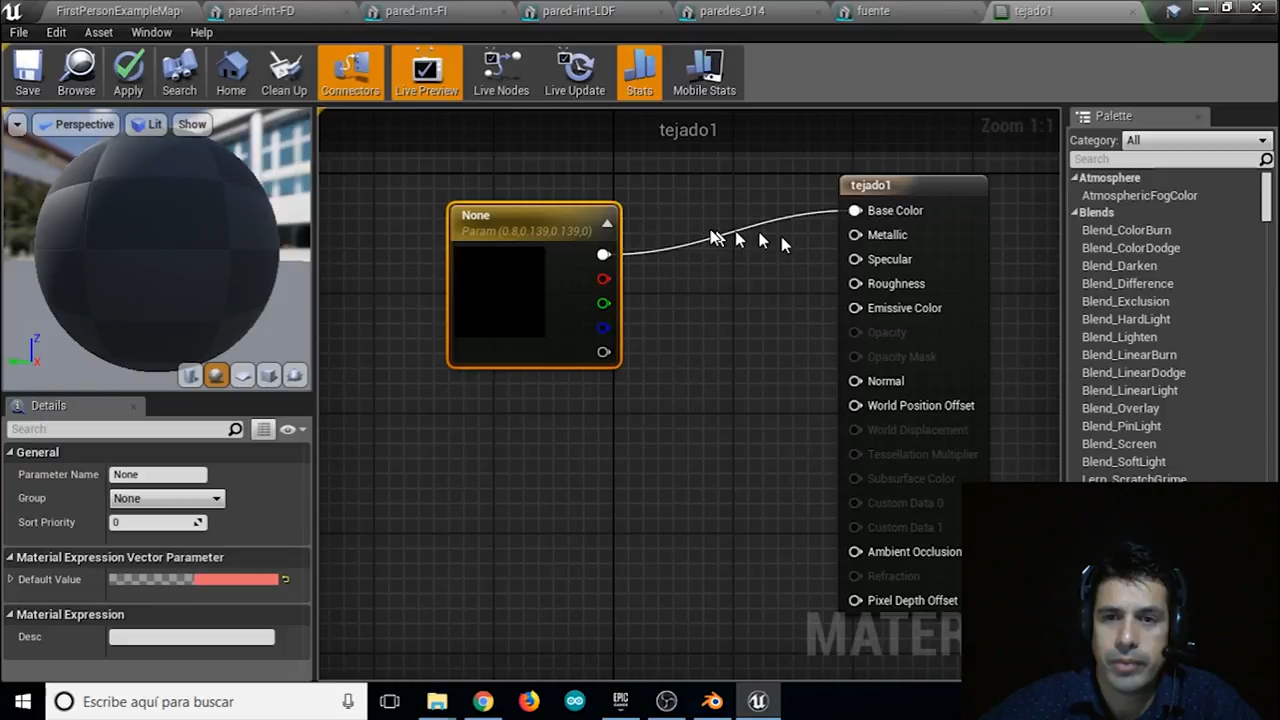 FirstPersonExampleMap
pared-int-FD
pared-int-FI
pared-int-LDF
paredes_014
fuente
tejado1
File Edit Asset Window Help
Save
Browse
Apply
Search
Home
Clean Up
Connectors
Live Preview
Live Nodes
Live Update
Stats
Mobile Stats
Perspective
Lit
Show
Z
X
tejado1
Zoom 1:1
None
Param (0.8,0.139,0.139,0)
tejado1
Base Color
Metallic
Specular
Roughness
Emissive Color
Opacity
Opacity Mask
Normal
World Position Offset
World Displacement
Tessellation Multiplier
Subsurface Color
Custom Data 0
Custom Data 1
Ambient Occlusion
Refraction
Pixel Depth Offset
MATER
Palette
Category: All
Search
Atmosphere
AtmosphericFogColor
Blends
Blend_ColorBurn
Blend_ColorDodge
Blend_Darken
Blend_Difference
Blend_Exclusion
Blend_HardLight
Blend_Lighten
Blend_LinearBurn
Blend_LinearDodge
Blend_LinearLight
Blend_Overlay
Blend_PinLight
Blend_Screen
Blend_SoftLight
Lerp_ScratchGrime
Details
Search
General
Parameter Name None
Group None
Sort Priority 0
Material Expression Vector Parameter
Default Value
Material Expression
Desc
Escribe aquí para buscar
EPIC
GAMES